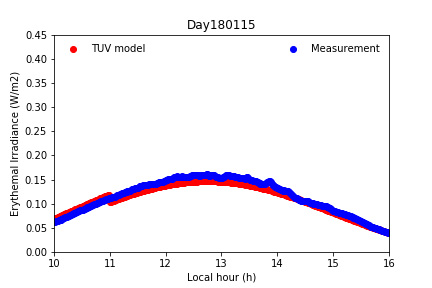 Day180115
TUV model
Measurement
Erythemal Irradiance (W/m2)
0.45
0.40
0.35
0.30
0.25
0.20
0.15
0.10
0.05
0.00
10 11 12 13 14 15 16
Local hour (h)